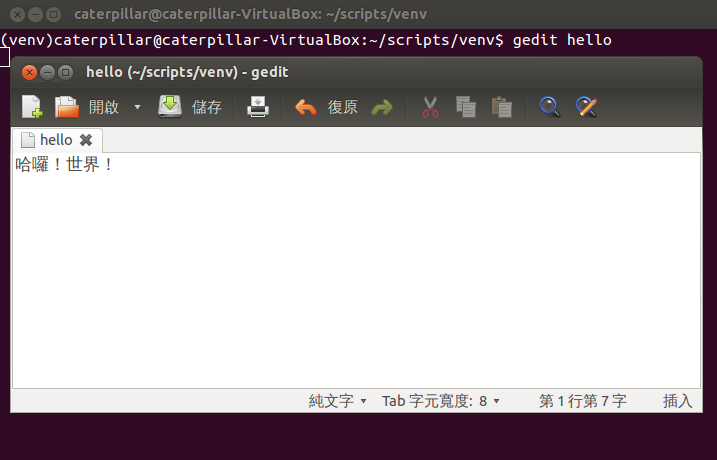 caterpillar@caterpillar-VirtualBox: ~/scripts/venv
(venv)caterpillar@caterpillar-VirtualBox:~/scripts/venv$ gedit hello
hello (~/scripts/venv) - gedit
開啟 儲存 復原
hello
哈囉！世界！
純文字 Tab 字元寬度: 8 第 1 行第 7 字 插入